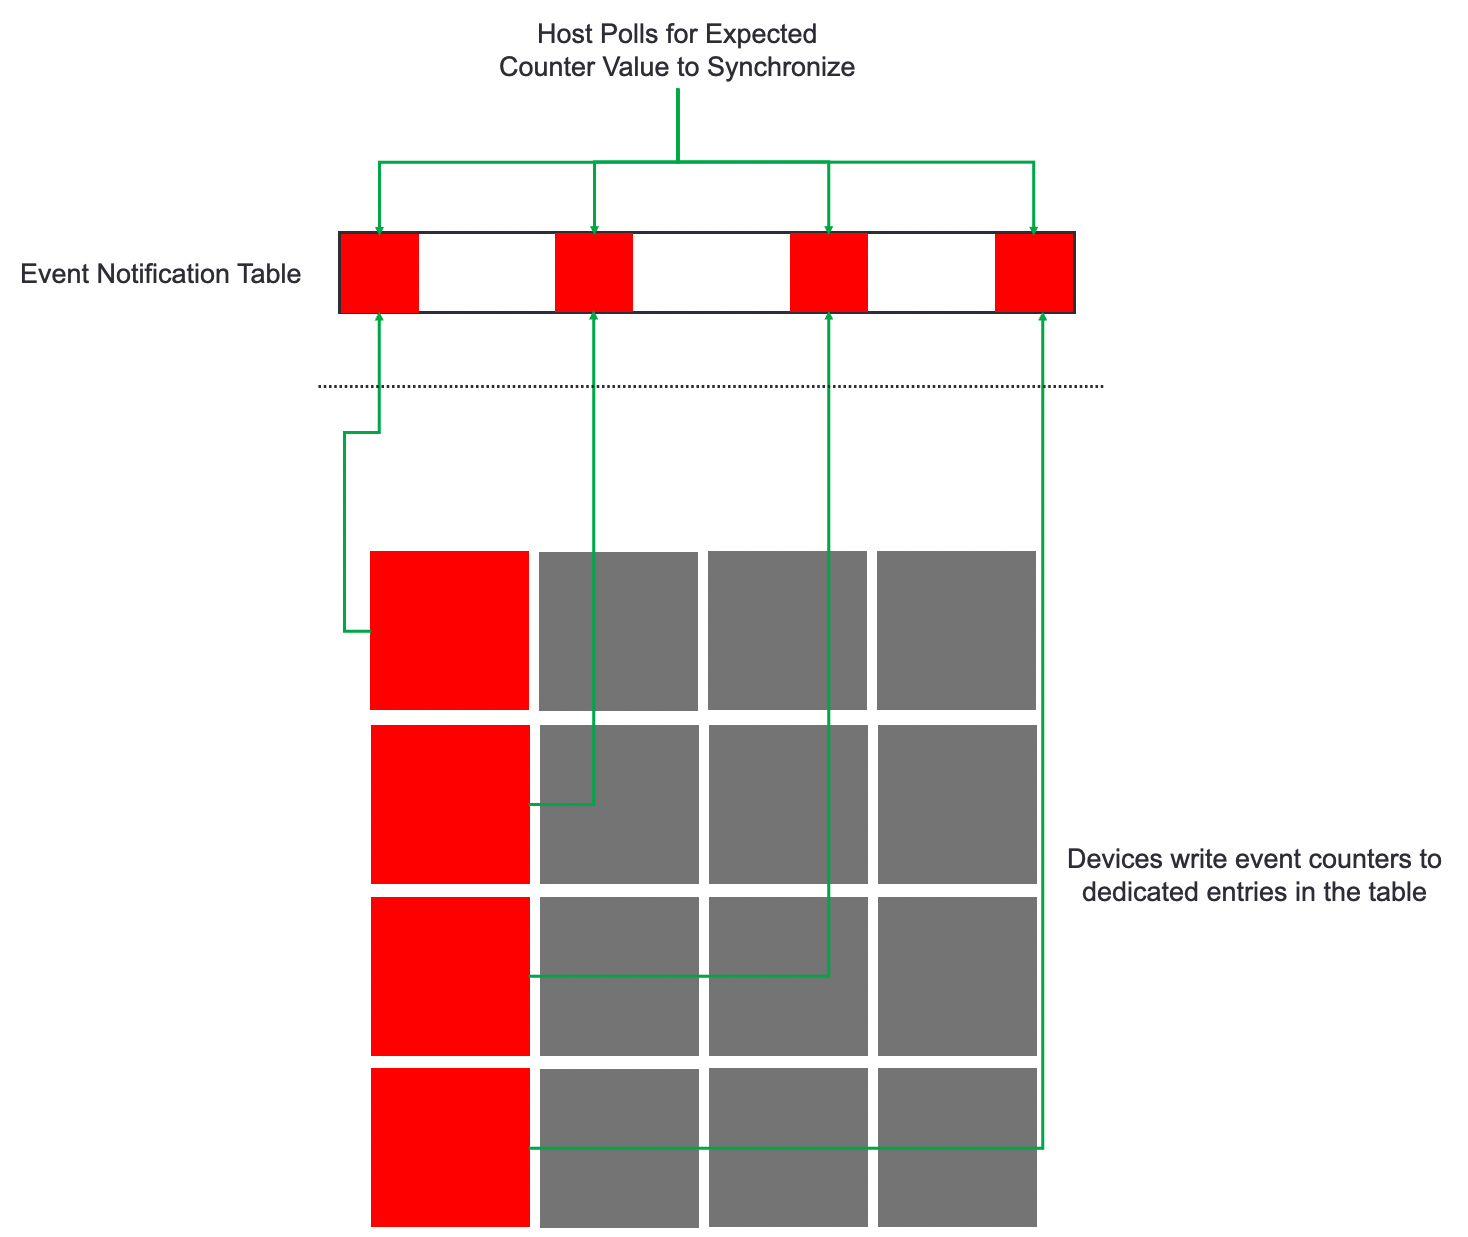 Host Polls for Expected
Counter Value to Synchronize
Event Notification Table
Devices write event counters to
dedicated entries in the table